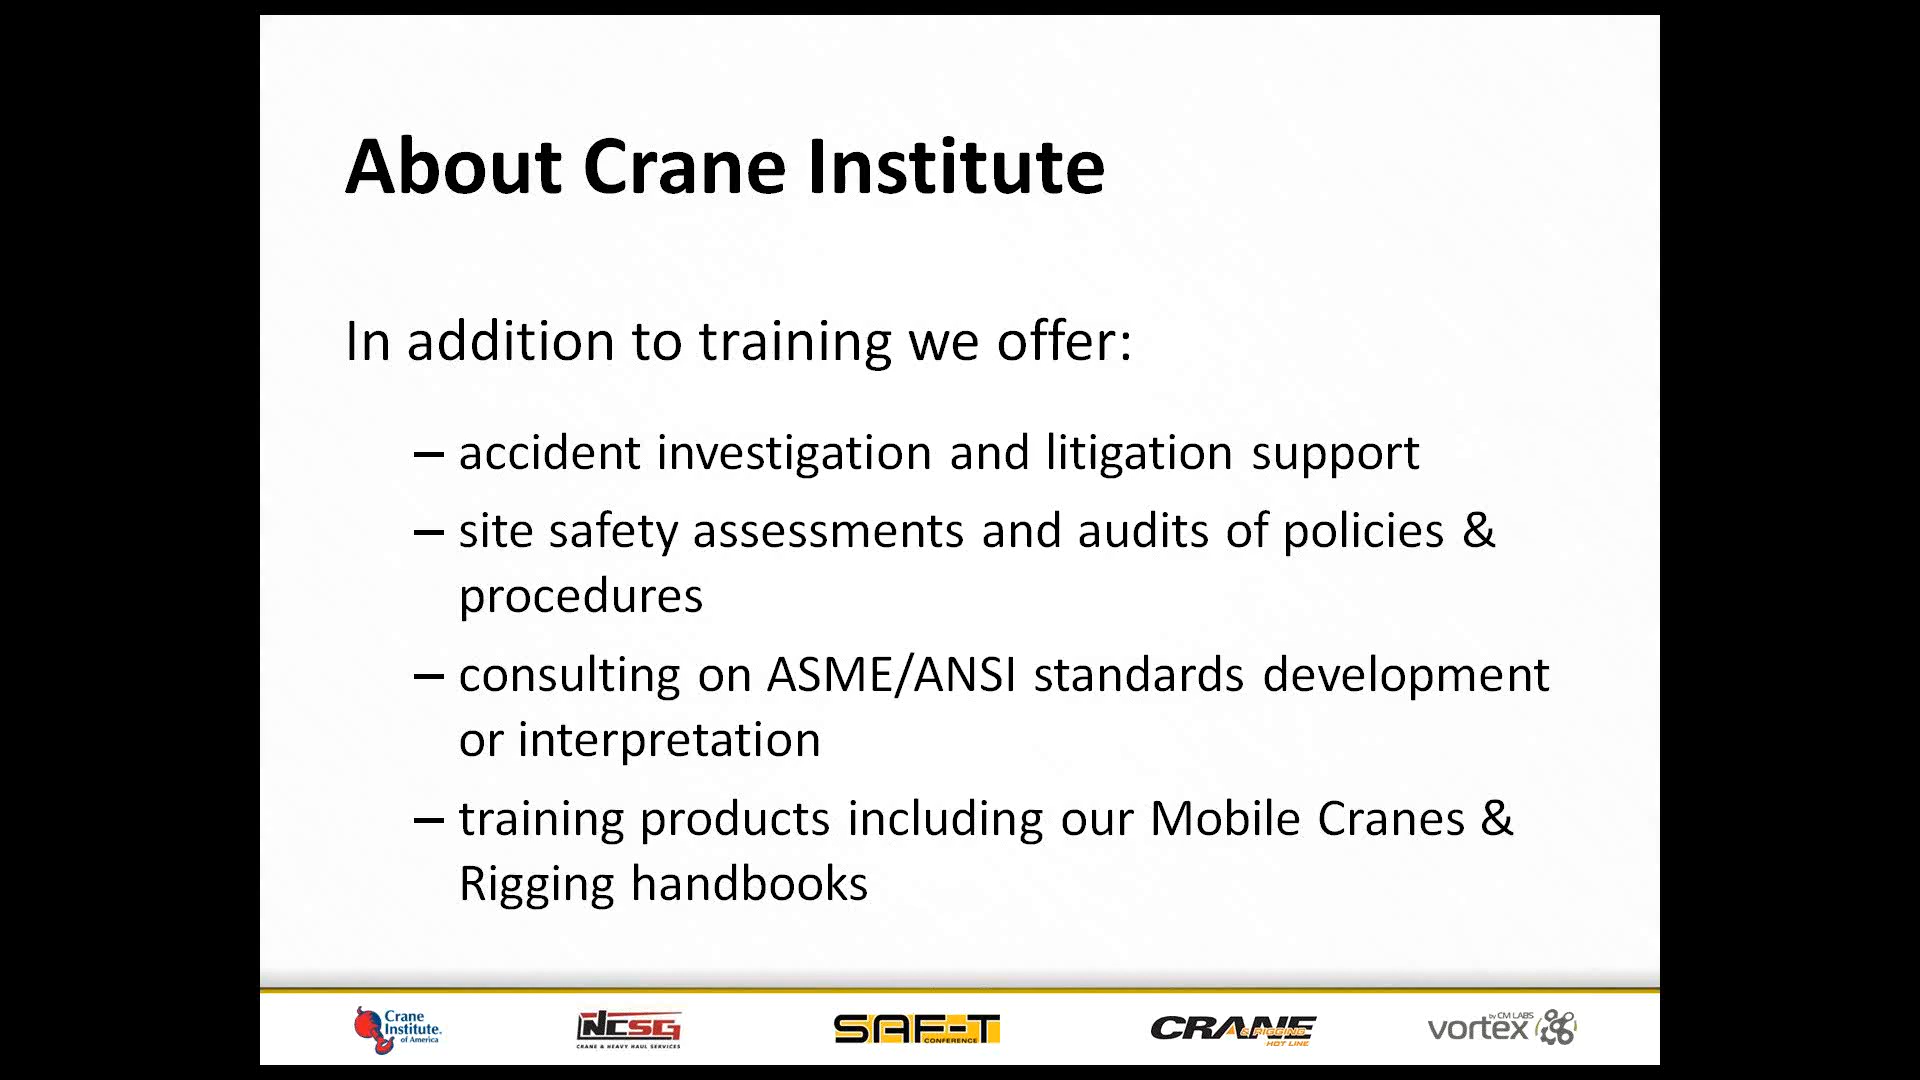 About Crane Institute
In addition to training we offer:
– accident investigation and litigation support
– site safety assessments and audits of policies &
procedures
– consulting on ASME/ANSI standards development
or interpretation
– training products including our Mobile Cranes &
Rigging handbooks
Crane
Institute.
of America
NCSG
CRANE & HEAVY HAUL SERVICES
SAF-T
CONFERENCE
CRANE
& RIGGING
HOT LINE
by CM LABS
vortex